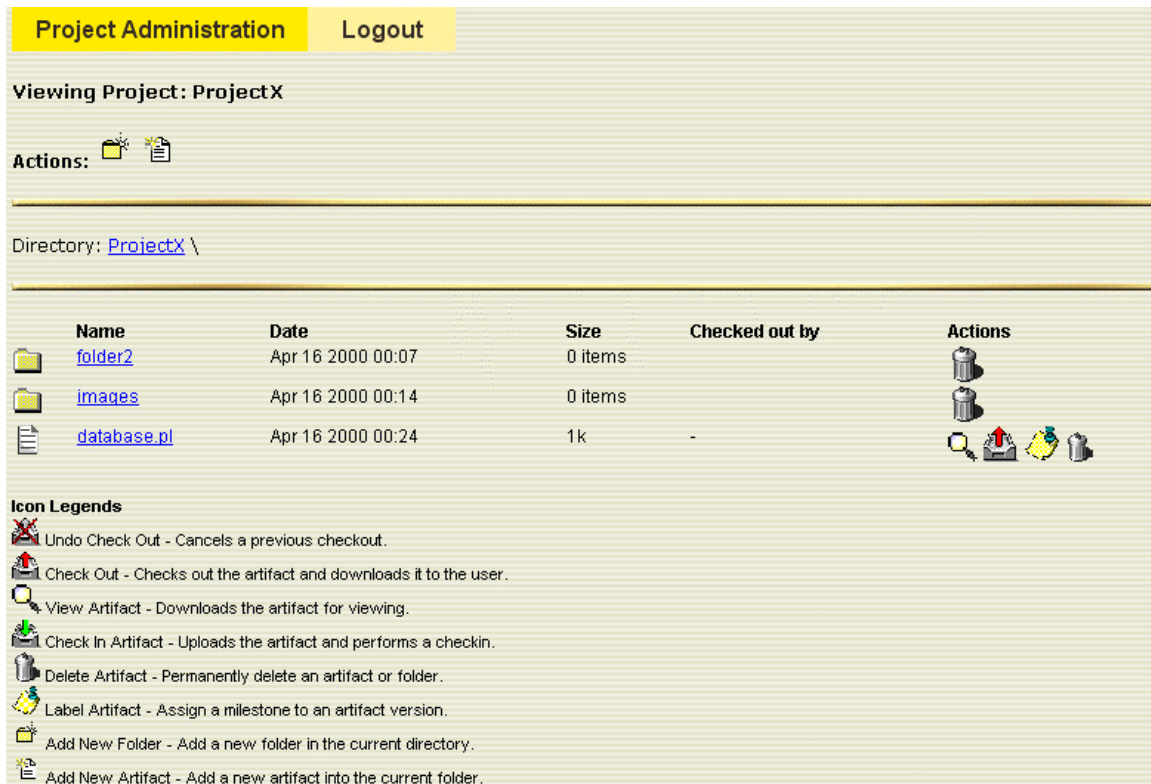 Project Administration Logout
Viewing Project: ProjectX
Actions:
Directory: ProjectX \
Name Date Size Checked out by Actions
folder2 Apr 16 2000 00:07 0 items
images Apr 16 2000 00:14 0 items
database.pl Apr 16 2000 00:24 1k -
Icon Legends
Undo Check Out - Cancels a previous checkout.
Check Out - Checks out the artifact and downloads it to the user.
View Artifact - Downloads the artifact for viewing.
Check In Artifact - Uploads the artifact and performs a checkin.
Delete Artifact - Permanently delete an artifact or folder.
Label Artifact - Assign a milestone to an artifact version.
Add New Folder - Add a new folder in the current directory.
Add New Artifact - Add a new artifact into the current folder.